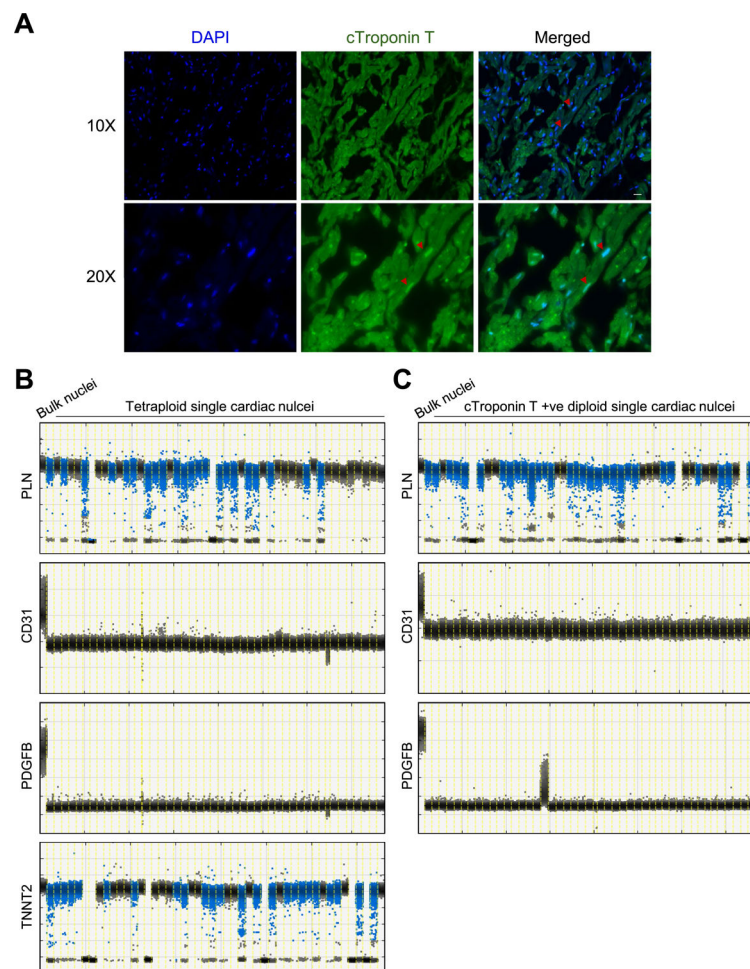 A
DAPI
cTroponin T
Merged
10X
20X
B
Bulk nuclei
Tetraploid single cardiac nulcei
PLN
CD31
PDGFB
TNNT2
C
Bulk nuclei
cTroponin T +ve diploid single cardiac nulcei
PLN
CD31
PDGFB